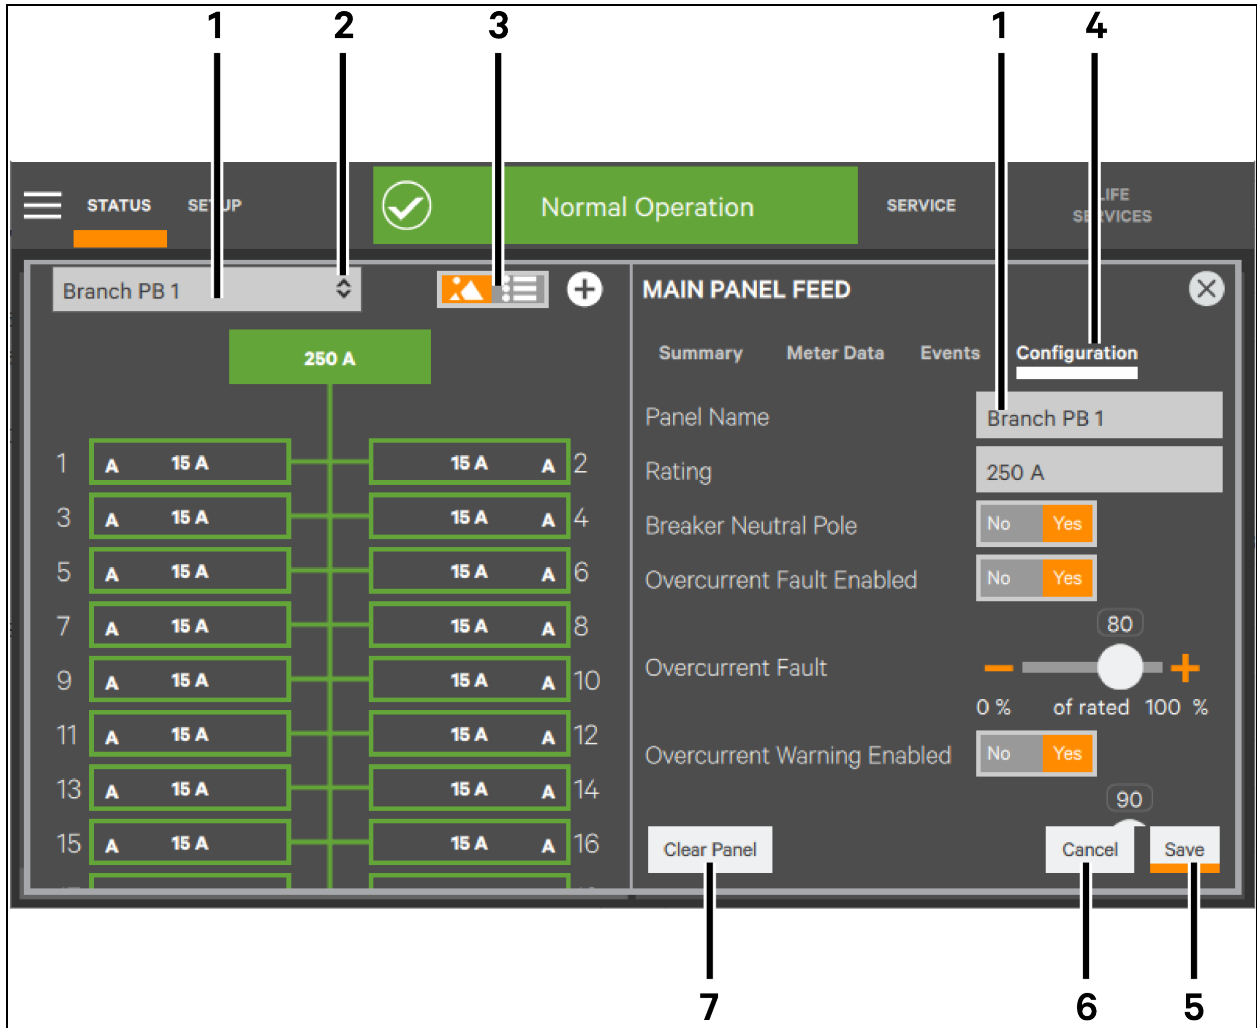 1 2 3 1 4
STATUS SETUP Normal Operation SERVICE LIFE SERVICES
Branch PB 1
MAIN PANEL FEED
250 A
Summary Meter Data Events Configuration
Panel Name Branch PB 1
Rating 250 A
Breaker Neutral Pole No Yes
Overcurrent Fault Enabled No Yes
80
Overcurrent Fault
0 % of rated 100 %
Overcurrent Warning Enabled No Yes
90
Clear Panel Cancel Save
1 A 15 A 15 A A 2
3 A 15 A 15 A A 4
5 A 15 A 15 A A 6
7 A 15 A 15 A A 8
9 A 15 A 15 A A 10
11 A 15 A 15 A A 12
13 A 15 A 15 A A 14
15 A 15 A 15 A A 16
7 6 5